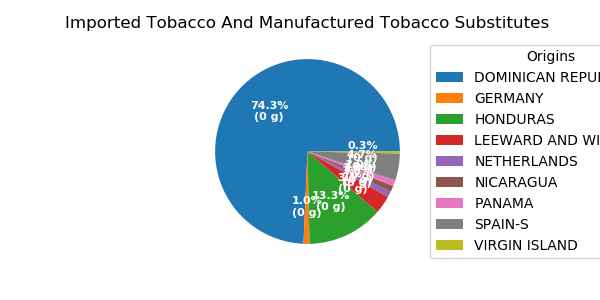 Imported Tobacco And Manufactured Tobacco Substitutes
Origins
DOMINICAN REPU
GERMANY
HONDURAS
LEEWARD AND WI
NETHERLANDS
NICARAGUA
PANAMA
SPAIN-S
VIRGIN ISLAND
74.3%
(0 g)
1.0%
(0 g)
13.3%
(0 g)
(0 g)
0.3%